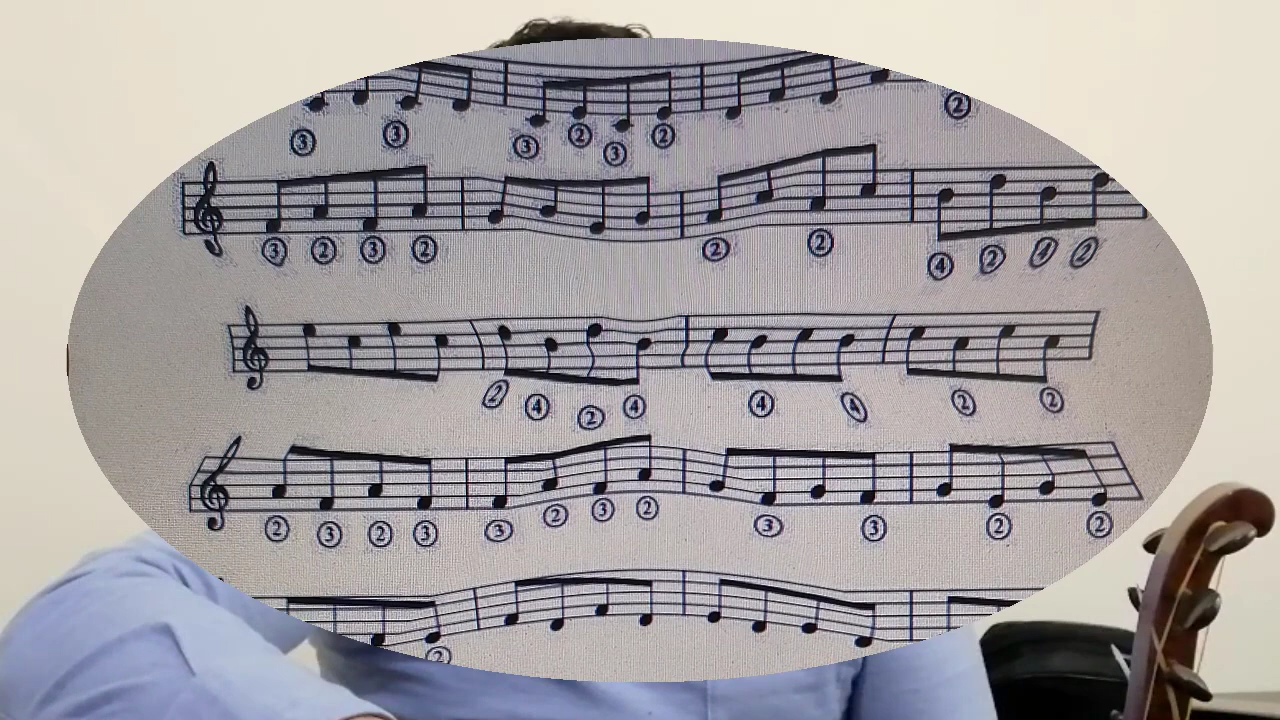 ③ ③ ③ ② ③ ② ②
③ ② ③ ② ② ② ④ ② ④ ②
② ④ ② ④ ④ ④ ② ②
② ③ ② ③ ③ ② ③ ② ③ ③ ② ②
②